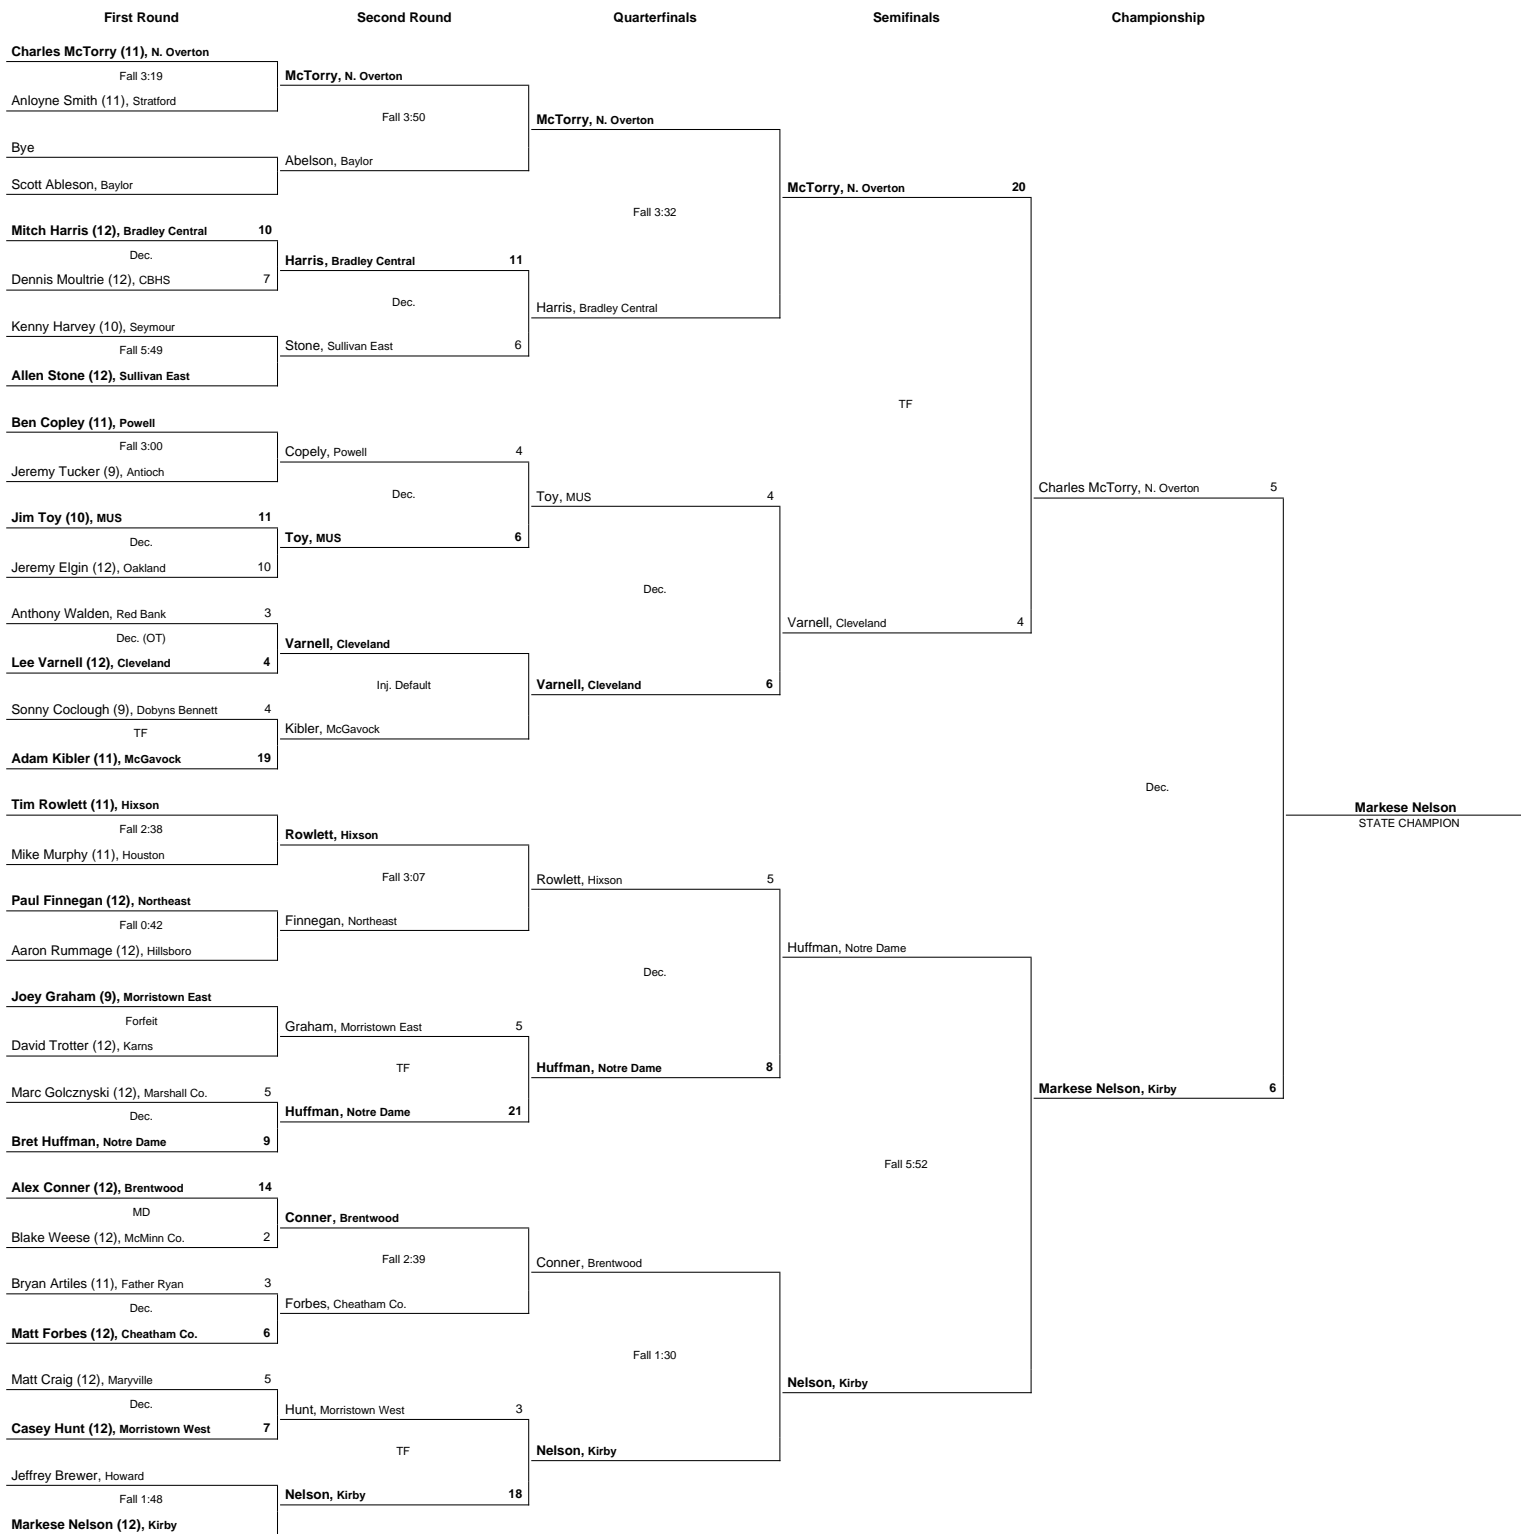 First Round
Second Round
Quarterfinals
Semifinals
Championship
Charles McTorry (11), N. Overton
Fall 3:19
Anloyne Smith (11), Stratford
Bye
Scott Ableson, Baylor
Mitch Harris (12), Bradley Central 10
Dec.
Dennis Moultrie (12), CBHS 7
Kenny Harvey (10), Seymour
Fall 5:49
Allen Stone (12), Sullivan East
Ben Copley (11), Powell
Fall 3:00
Jeremy Tucker (9), Antioch
Jim Toy (10), MUS 11
Dec.
Jeremy Elgin (12), Oakland 10
Anthony Walden, Red Bank 3
Dec. (OT)
Lee Varnell (12), Cleveland 4
Sonny Coclough (9), Dobyns Bennett 4
TF
Adam Kibler (11), McGavock 19
Tim Rowlett (11), Hixson
Fall 2:38
Mike Murphy (11), Houston
Paul Finnegan (12), Northeast
Fall 0:42
Aaron Rummage (12), Hillsboro
Joey Graham (9), Morristown East
Forfeit
David Trotter (12), Karns
Marc Golcznyski (12), Marshall Co. 5
Dec.
Bret Huffman, Notre Dame 9
Alex Conner (12), Brentwood 14
MD
Blake Weese (12), McMinn Co. 2
Bryan Artiles (11), Father Ryan 3
Dec.
Matt Forbes (12), Cheatham Co. 6
Matt Craig (12), Maryville 5
Dec.
Casey Hunt (12), Morristown West 7
Jeffrey Brewer, Howard
Fall 1:48
Markese Nelson (12), Kirby
McTorry, N. Overton
Fall 3:50
Abelson, Baylor
Harris, Bradley Central 11
Dec.
Stone, Sullivan East 6
Copely, Powell 4
Dec.
Toy, MUS 6
Varnell, Cleveland
Inj. Default
Kibler, McGavock
Rowlett, Hixson
Fall 3:07
Finnegan, Northeast
Graham, Morristown East 5
TF
Huffman, Notre Dame 21
Conner, Brentwood
Fall 2:39
Forbes, Cheatham Co.
Hunt, Morristown West 3
TF
Nelson, Kirby 18
McTorry, N. Overton
Fall 3:32
Harris, Bradley Central
Toy, MUS 4
Dec.
Varnell, Cleveland 6
Rowlett, Hixson 5
Dec.
Huffman, Notre Dame 8
Conner, Brentwood
Fall 1:30
Nelson, Kirby
McTorry, N. Overton 20
TF
Varnell, Cleveland 4
Huffman, Notre Dame
Fall 5:52
Nelson, Kirby
Charles McTorry, N. Overton 5
Dec.
Markese Nelson, Kirby 6
Markese Nelson
STATE CHAMPION